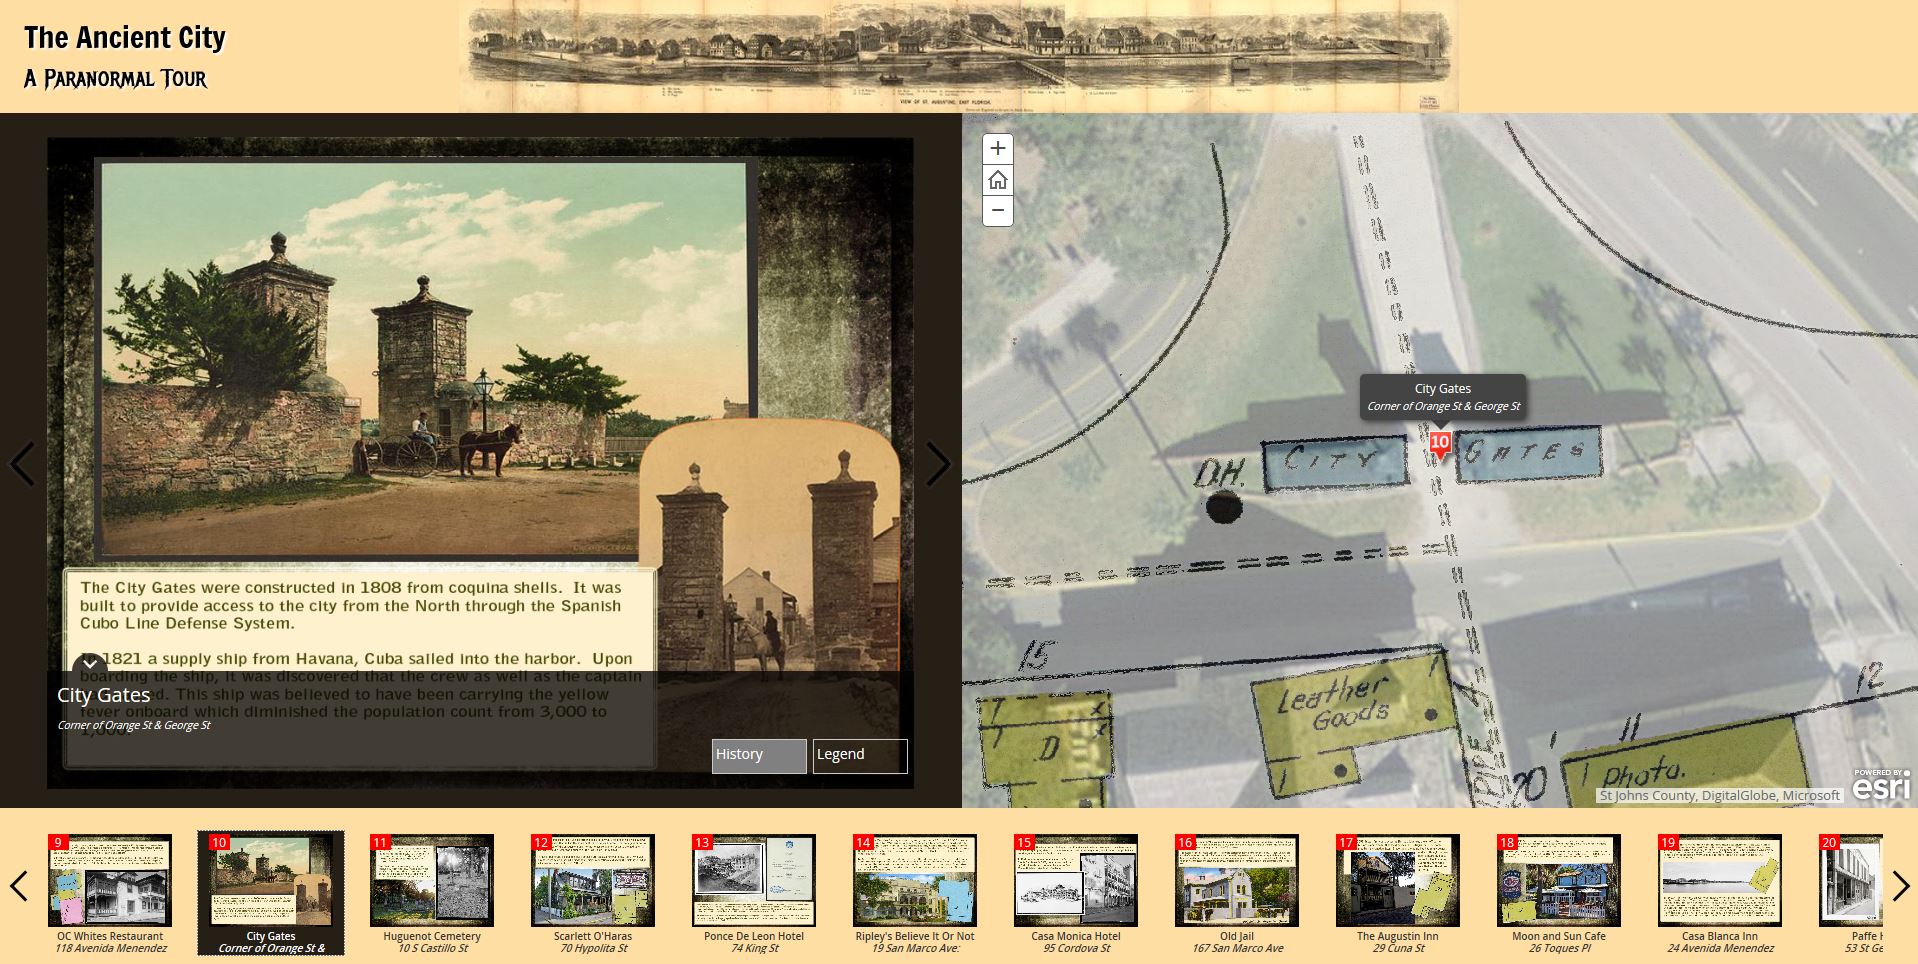 The Ancient City
A Paranormal Tour
VIEW OF ST. AUGUSTINE, EAST FLORIDA.
The City Gates were constructed in 1808 from coquina shells. It was
built to provide access to the city from the North through the Spanish
Cubo Line Defense System.
In 1821 a supply ship from Havana, Cuba sailed into the harbor. Upon
boarding the ship, it was discovered that the crew as well as the captain
d. This ship was believed to have been carrying the yellow
fever onboard which diminished the population count from 3,000 to
1,000.
City Gates
Corner of Orange St & George St
History
Legend
+
−
City Gates
Corner of Orange St & George St
10
CITY
GATES
D.H.
15
Leather
Goods
D
12
11
20
PIPE
Photo.
St Johns County, DigitalGlobe, Microsoft
POWERED BY
esri
9
OC Whites Restaurant
118 Avenida Menendez
10
City Gates
Corner of Orange St &
11
Huguenot Cemetery
10 S Castillo St
12
Scarlett O'Haras
70 Hypolita St
13
Ponce De Leon Hotel
74 King St
14
Ripley's Believe It Or Not
19 San Marco Ave:
15
Casa Monica Hotel
95 Cordova St
16
Old Jail
167 San Marco Ave
17
The Augustin Inn
29 Cuna St
18
Moon and Sun Cafe
26 Toques Pl
19
Casa Blanca Inn
24 Avenida Menendez
20
Paffe H
53 St Ge